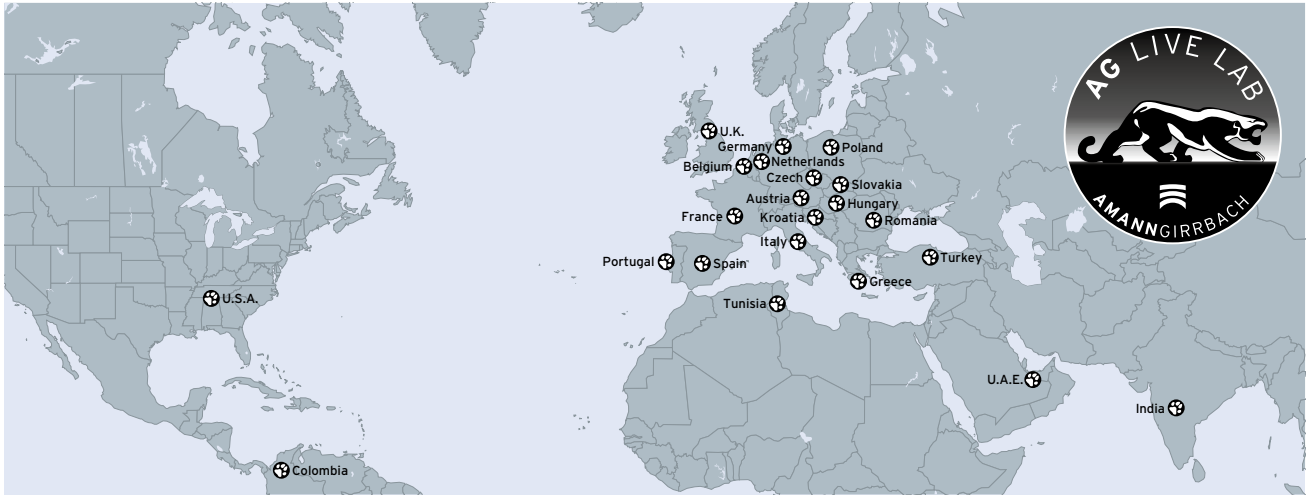 AG LIVE LAB
AMANNGIRRBACH
U.K.
Germany
Poland
Belgium
Netherlands
Czech
Slovakia
Austria
Hungary
France
Kroatia
Romania
Italy
Portugal
Spain
Turkey
Greece
U.S.A.
Tunisia
U.A.E.
India
Colombia